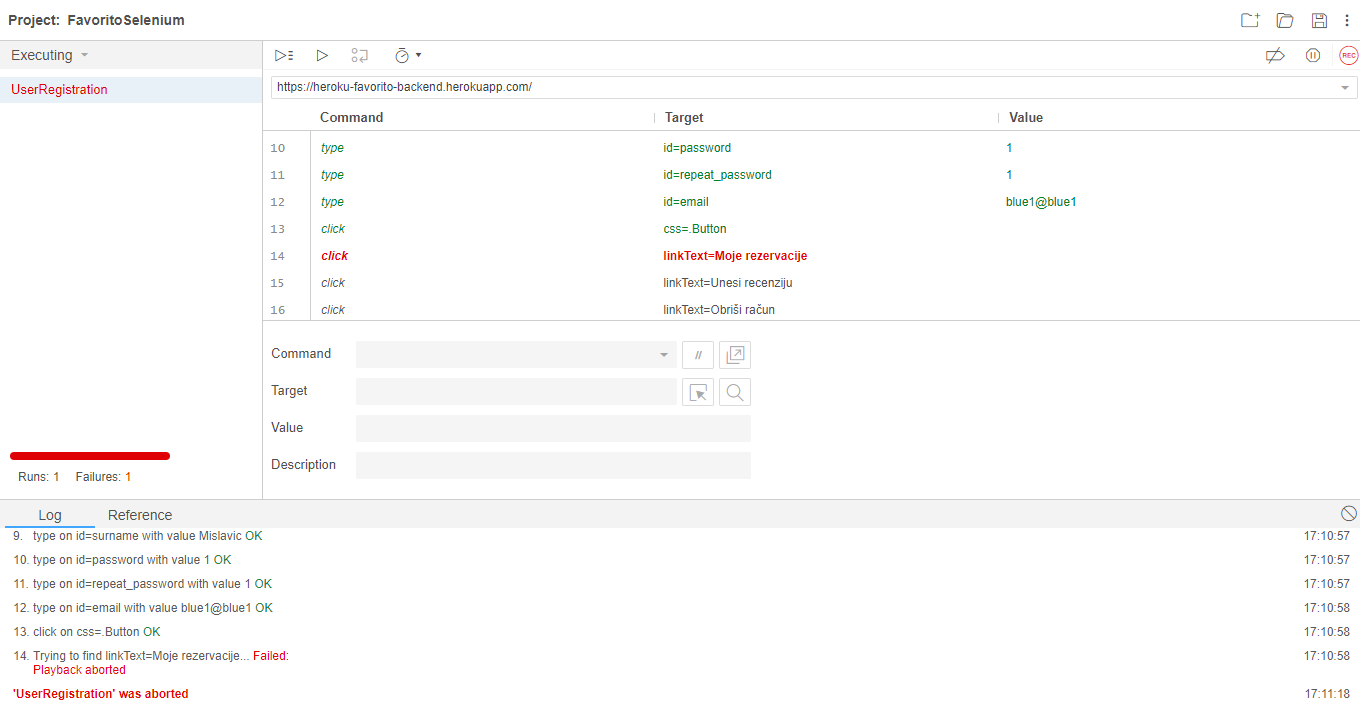 Project: FavoritoSelenium
Executing
UserRegistration
REC
https://heroku-favorito-backend.herokuapp.com/
Command Target Value
10 type id=password 1
11 type id=repeat_password 1
12 type id=email blue1@blue1
13 click css=.Button
14 click linkText=Moje rezervacije
15 click linkText=Unesi recenziju
16 click linkText=Obriši račun
Command //
Target
Value
Description
Runs: 1 Failures: 1
Log Reference
9. type on id=surname with value Mislavic OK 17:10:57
10. type on id=password with value 1 OK 17:10:57
11. type on id=repeat_password with value 1 OK 17:10:57
12. type on id=email with value blue1@blue1 OK 17:10:58
13. click on css=.Button OK 17:10:58
14. Trying to find linkText=Moje rezervacije... Failed: 17:10:58
Playback aborted
'UserRegistration' was aborted 17:11:18